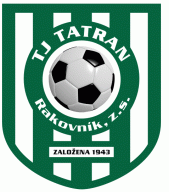 TJ TATRAN
Rakovník, z.s.
ZALOŽENA 1943